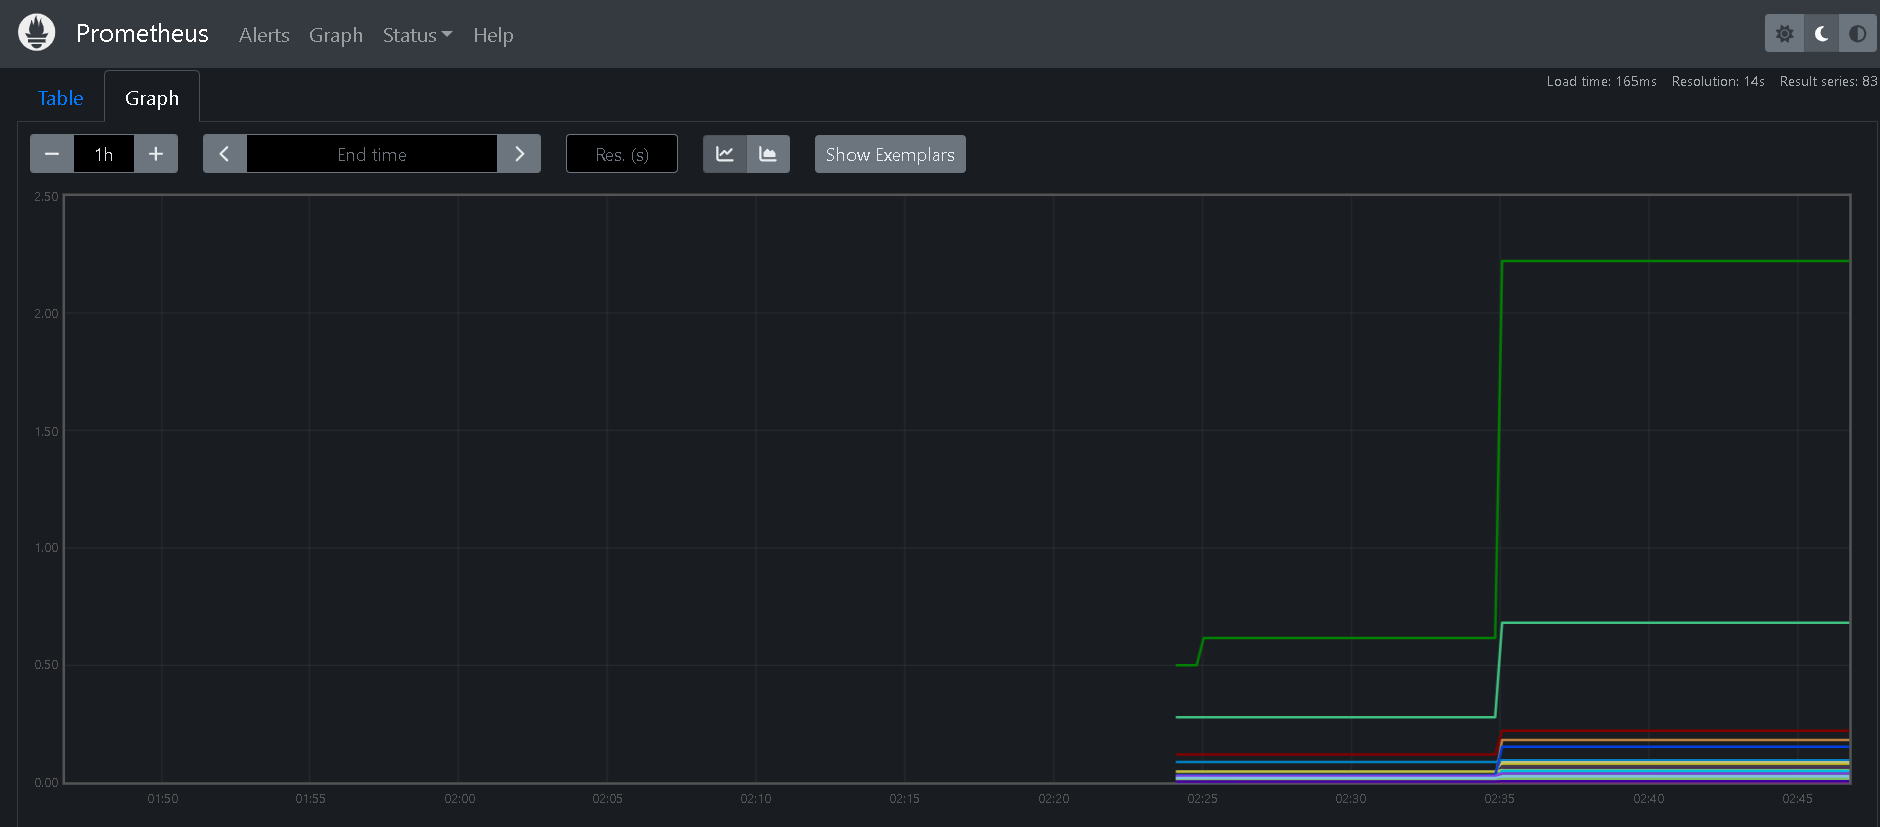 Prometheus Alerts Graph Status Help
Load time: 165ms Resolution: 14s Result series: 83
Table Graph
1h End time Res. (s) Show Exemplars
2.50
2.00
1.50
1.00
0.50
0.00
01:50 01:55 02:00 02:05 02:10 02:15 02:20 02:25 02:30 02:35 02:40 02:45